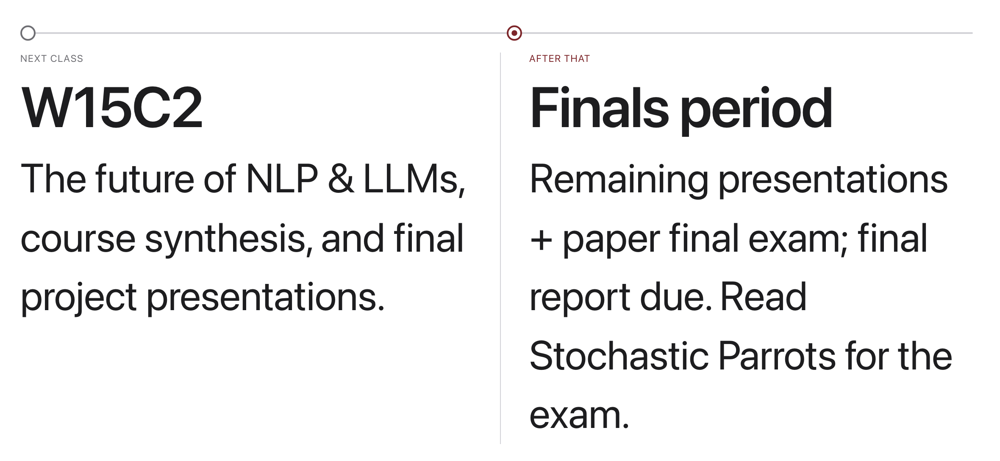 NEXT CLASS
W15C2
The future of NLP & LLMs,
course synthesis, and final
project presentations.
AFTER THAT
Finals period
Remaining presentations
+ paper final exam; final
report due. Read
Stochastic Parrots for the
exam.